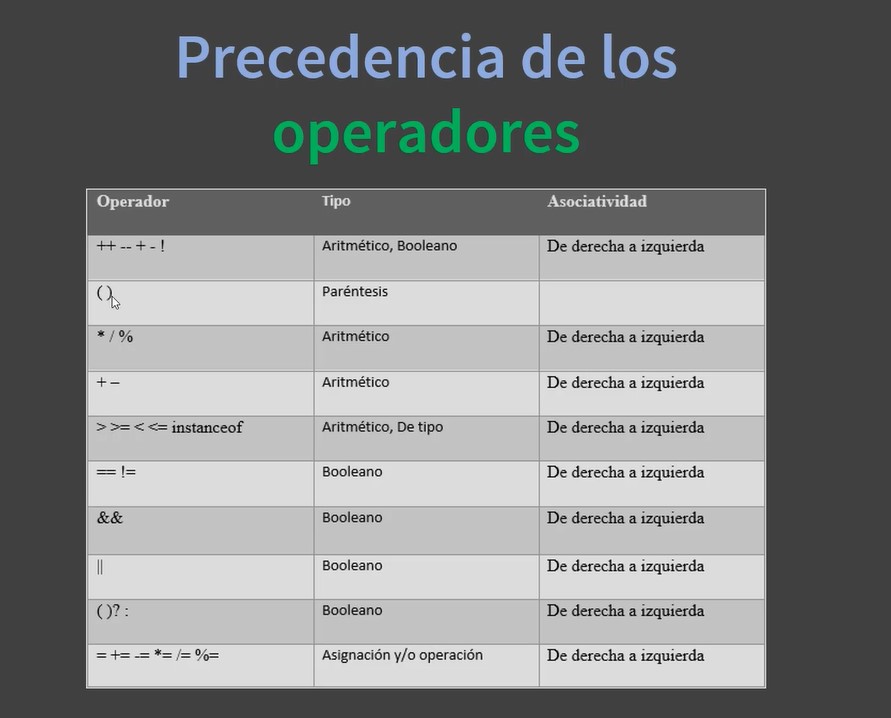 Precedencia de los
operadores
Operador Tipo Asociatividad
++ -- + - ! Aritmético, Booleano De derecha a izquierda
( ) Paréntesis
* / % Aritmético De derecha a izquierda
+ – Aritmético De derecha a izquierda
> >= < <= instanceof Aritmético, De tipo De derecha a izquierda
== != Booleano De derecha a izquierda
&& Booleano De derecha a izquierda
|| Booleano De derecha a izquierda
( )? : Booleano De derecha a izquierda
= += -= *= /= %= Asignación y/o operación De derecha a izquierda